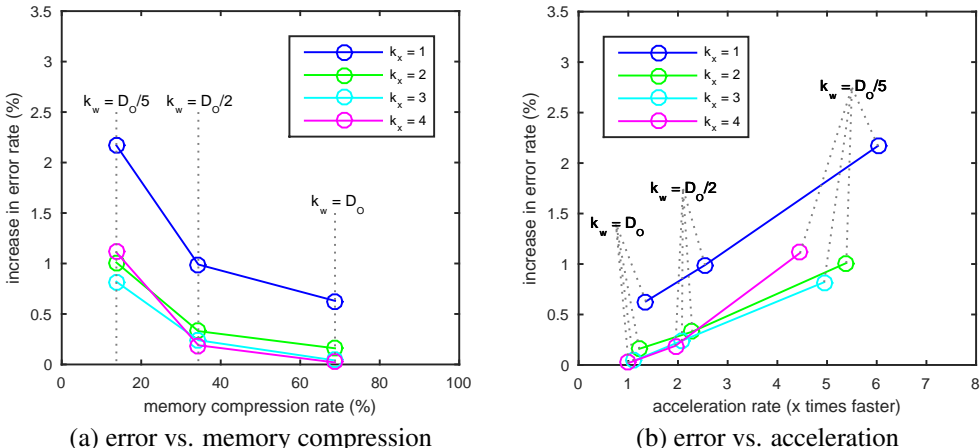 3.5
3
2.5
2
1.5
1
0.5
0
0
20
40
60
80
100
increase in error rate (%)
memory compression rate (%)
k_w = D_O/5
k_w = D_O/2
k_w = D_O
k_x = 1
k_x = 2
k_x = 3
k_x = 4
(a) error vs. memory compression
3.5
3
2.5
2
1.5
1
0.5
0
0
1
2
3
4
5
6
7
8
increase in error rate (%)
acceleration rate (x times faster)
k_x = 1
k_x = 2
k_x = 3
k_x = 4
k_w = D_O/5
k_w = D_O/2
k_w = D_O
(b) error vs. acceleration